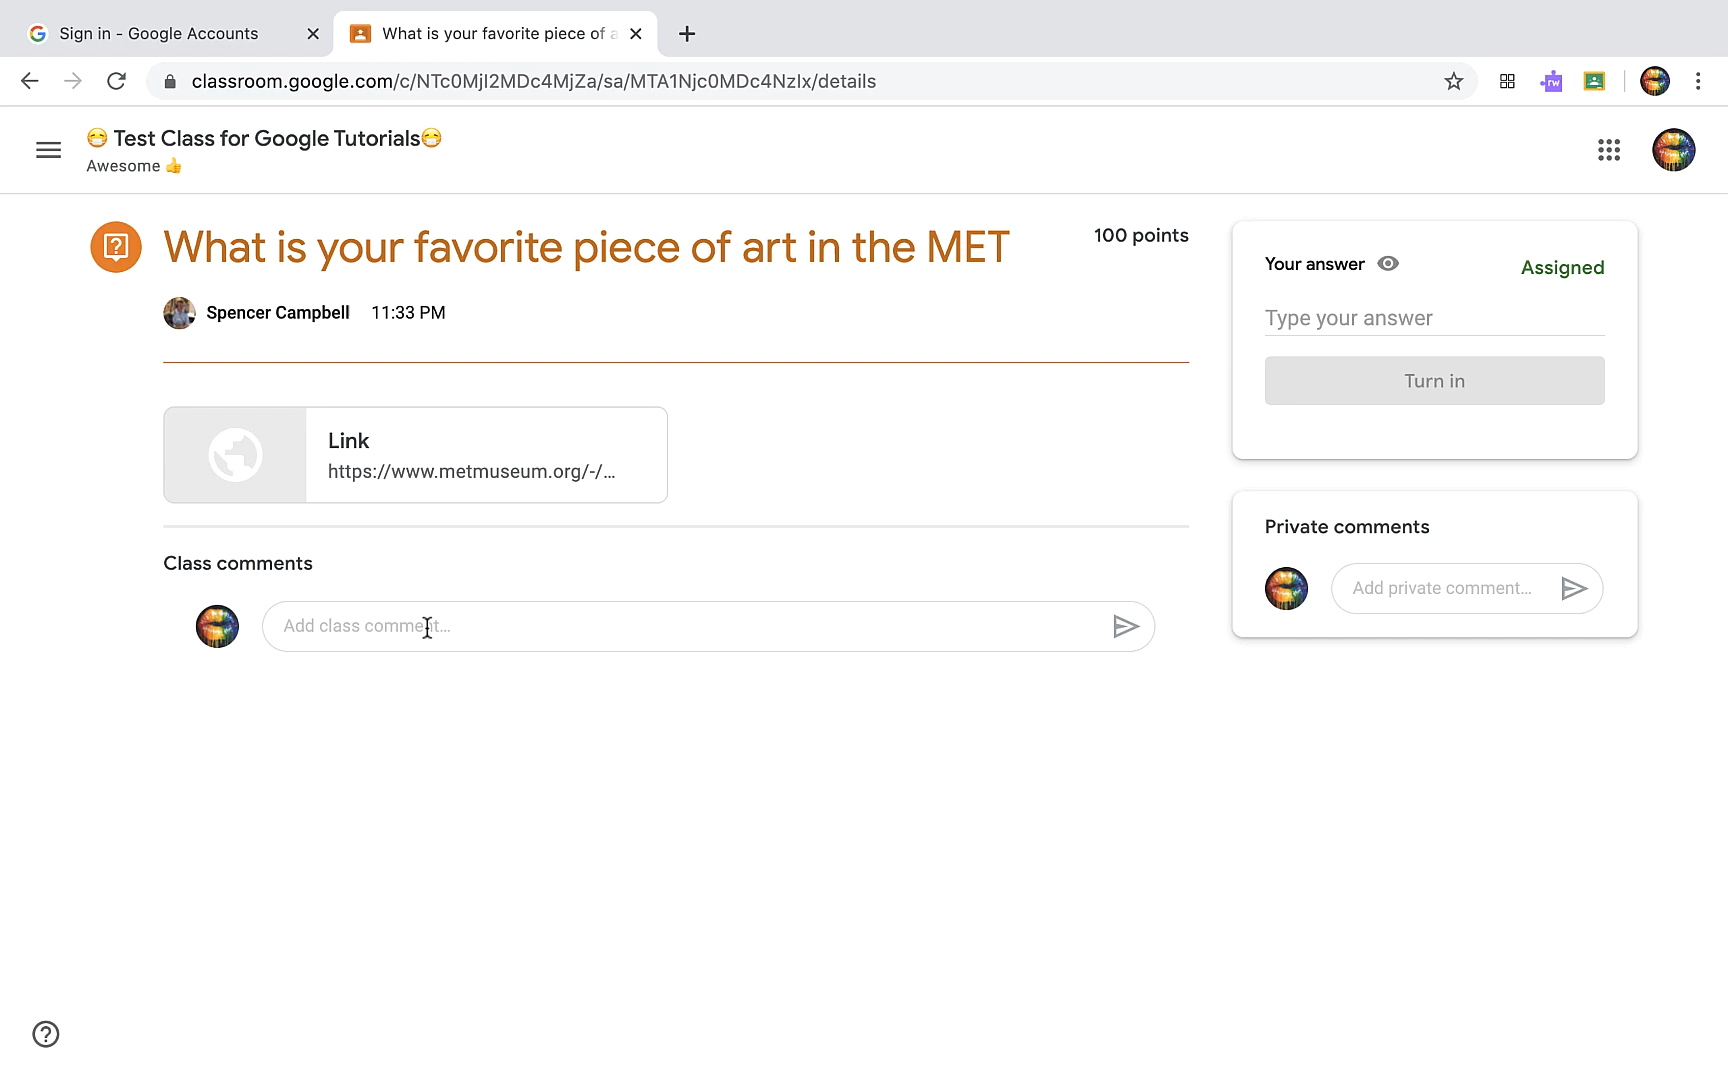 Sign in - Google Accounts
What is your favorite piece of a
classroom.google.com/c/NTc0MjI2MDc4MjZa/sa/MTA1Njc0MDc4NzIx/details
rw
😷 Test Class for Google Tutorials😷
Awesome 👍
What is your favorite piece of art in the MET
100 points
Spencer Campbell 11:33 PM
Link
https://www.metmuseum.org/-/...
Class comments
Add class comment...
Your answer
Assigned
Type your answer
Turn in
Private comments
Add private comment...